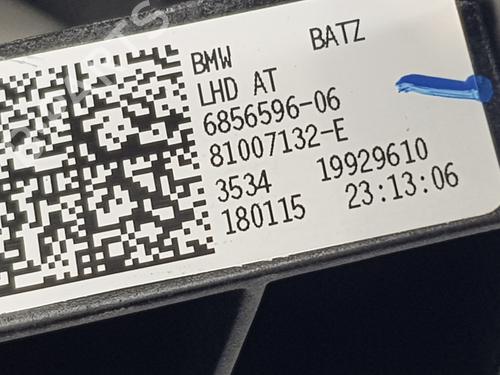 BMW BATZ
LHD AT
6856596-06
81007132-E
3534 19929610
180115 23:13:06